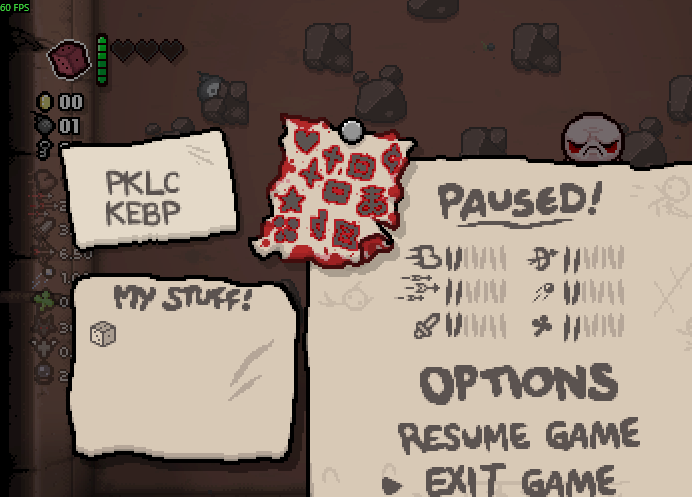 60 FPS
00
01
PKLC
KEBP
MY STUFF!
PAUSED!
OPTIONS
RESUME GAME
EXIT GAME